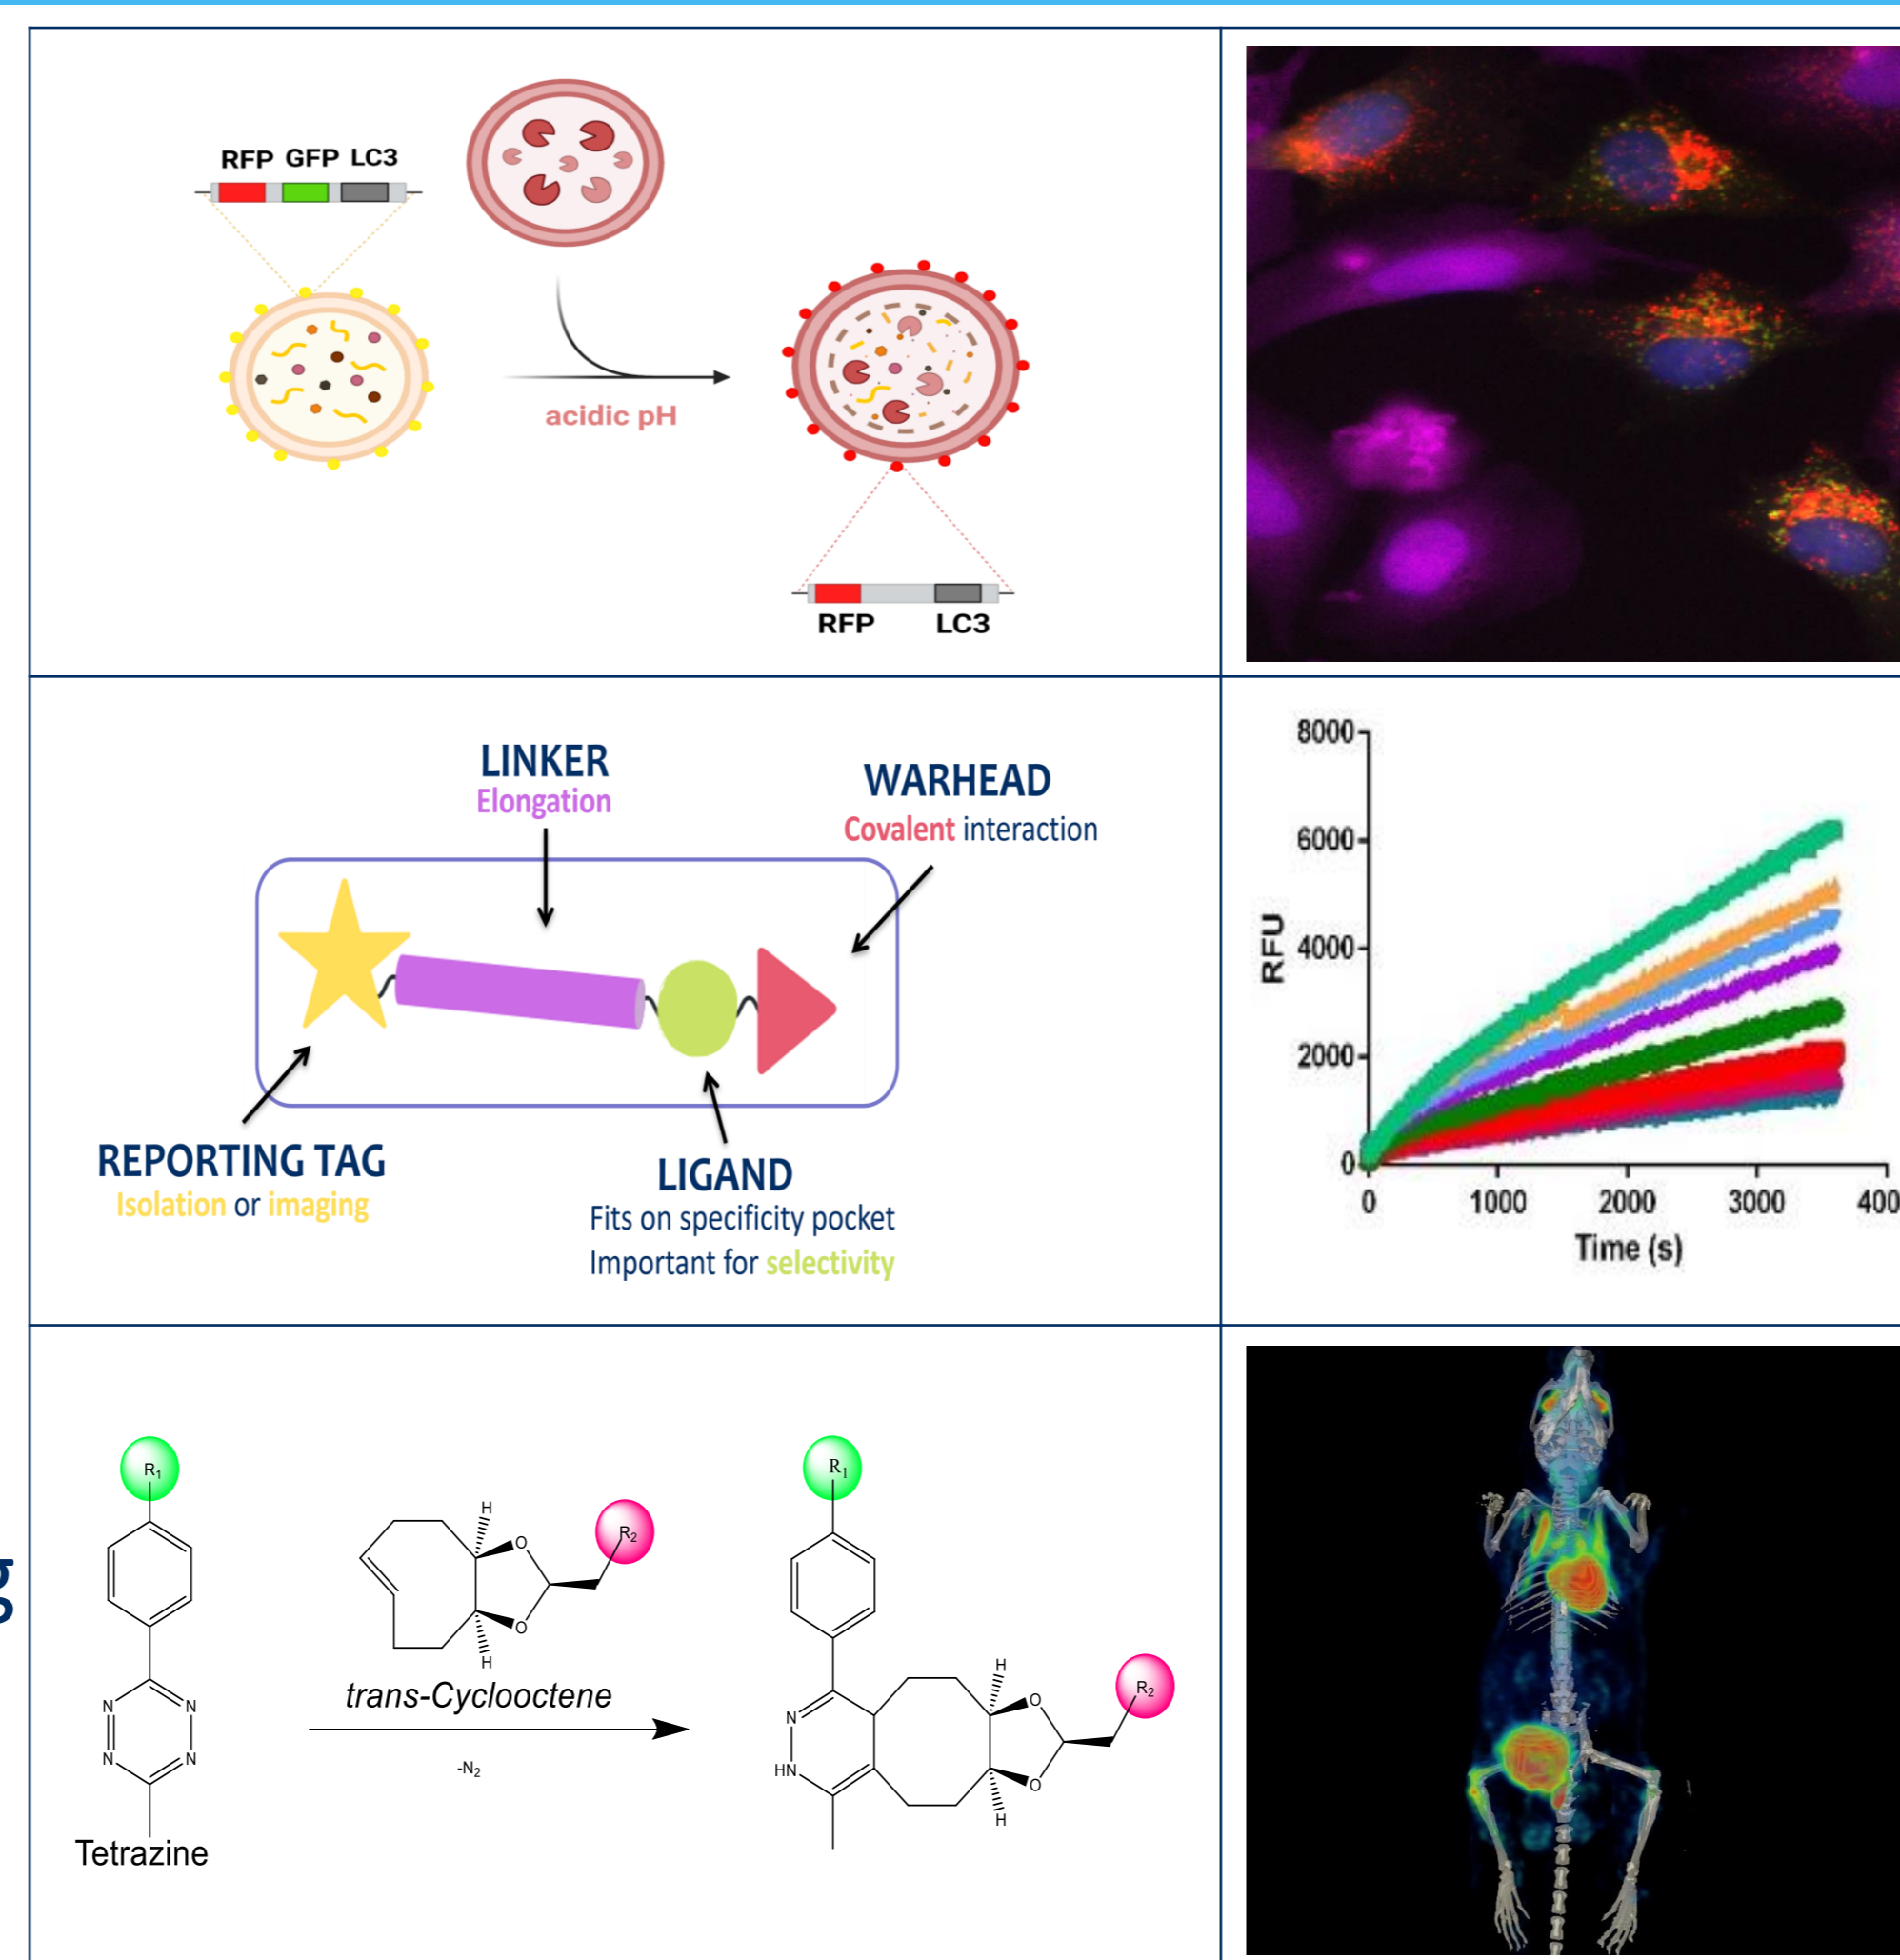 RFP GFP LC3
acidic pH
RFP LC3
LINKER
Elongation
WARHEAD
Covalent interaction
REPORTING TAG
Isolation or imaging
LIGAND
Fits on specificity pocket
Important for selectivity
8000
6000
4000
2000
0
RFU
0 1000 2000 3000 400
Time (s)
g
R1
N N
N N
Tetrazine
H
O
R2
O
H
trans-Cyclooctene
-N2
R1
N
HN
H
O
R2
O
H